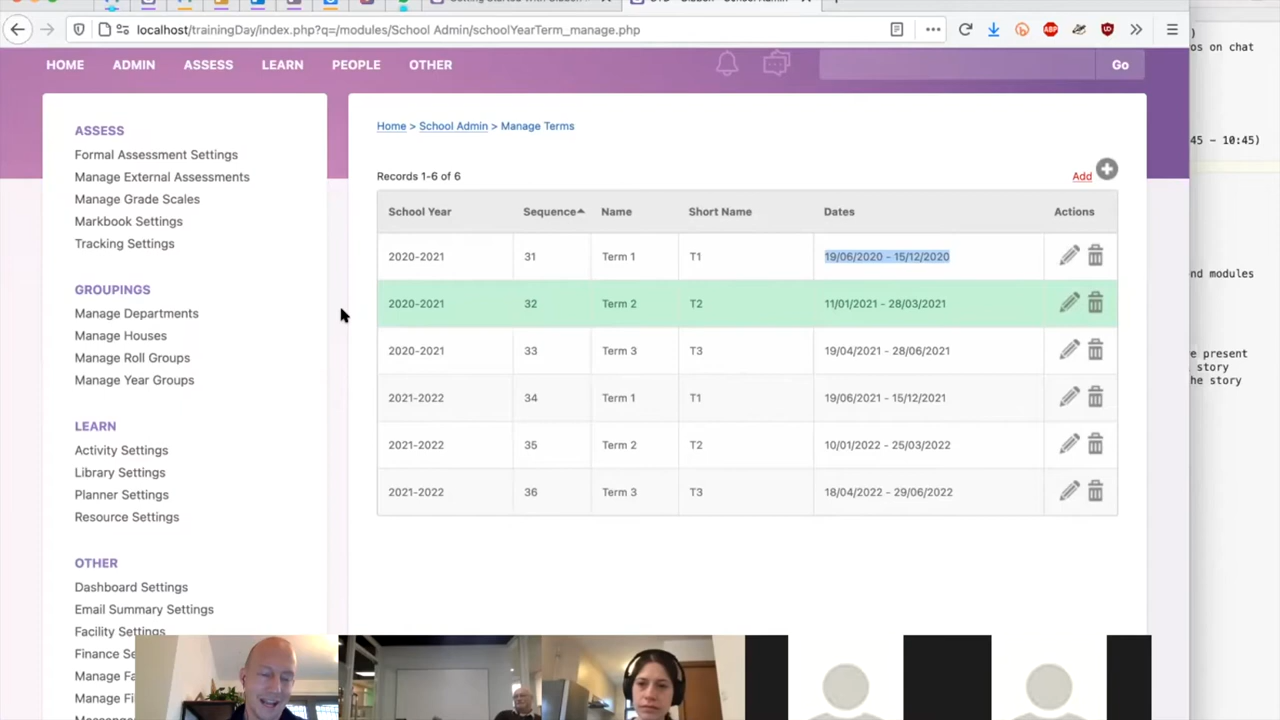 localhost/trainingDay/index.php?q=/modules/School Admin/schoolYearTerm_manage.php
ABP
os on chat
HOME ADMIN ASSESS LEARN PEOPLE OTHER
Go
45 - 10:45)
ASSESS
Formal Assessment Settings
Manage External Assessments
Manage Grade Scales
Markbook Settings
Tracking Settings
GROUPINGS
Manage Departments
Manage Houses
Manage Roll Groups
Manage Year Groups
LEARN
Activity Settings
Library Settings
Planner Settings
Resource Settings
OTHER
Dashboard Settings
Email Summary Settings
Facility Settings
Finance Se
Manage Fa
Manage Fi
Home > School Admin > Manage Terms
Records 1-6 of 6
Add
School Year Sequence Name Short Name Dates Actions
2020-2021 31 Term 1 T1 19/06/2020 - 15/12/2020
2020-2021 32 Term 2 T2 11/01/2021 - 28/03/2021
2020-2021 33 Term 3 T3 19/04/2021 - 28/06/2021
2021-2022 34 Term 1 T1 19/06/2021 - 15/12/2021
2021-2022 35 Term 2 T2 10/01/2022 - 25/03/2022
2021-2022 36 Term 3 T3 18/04/2022 - 29/06/2022
nd modules
e present
story
he story